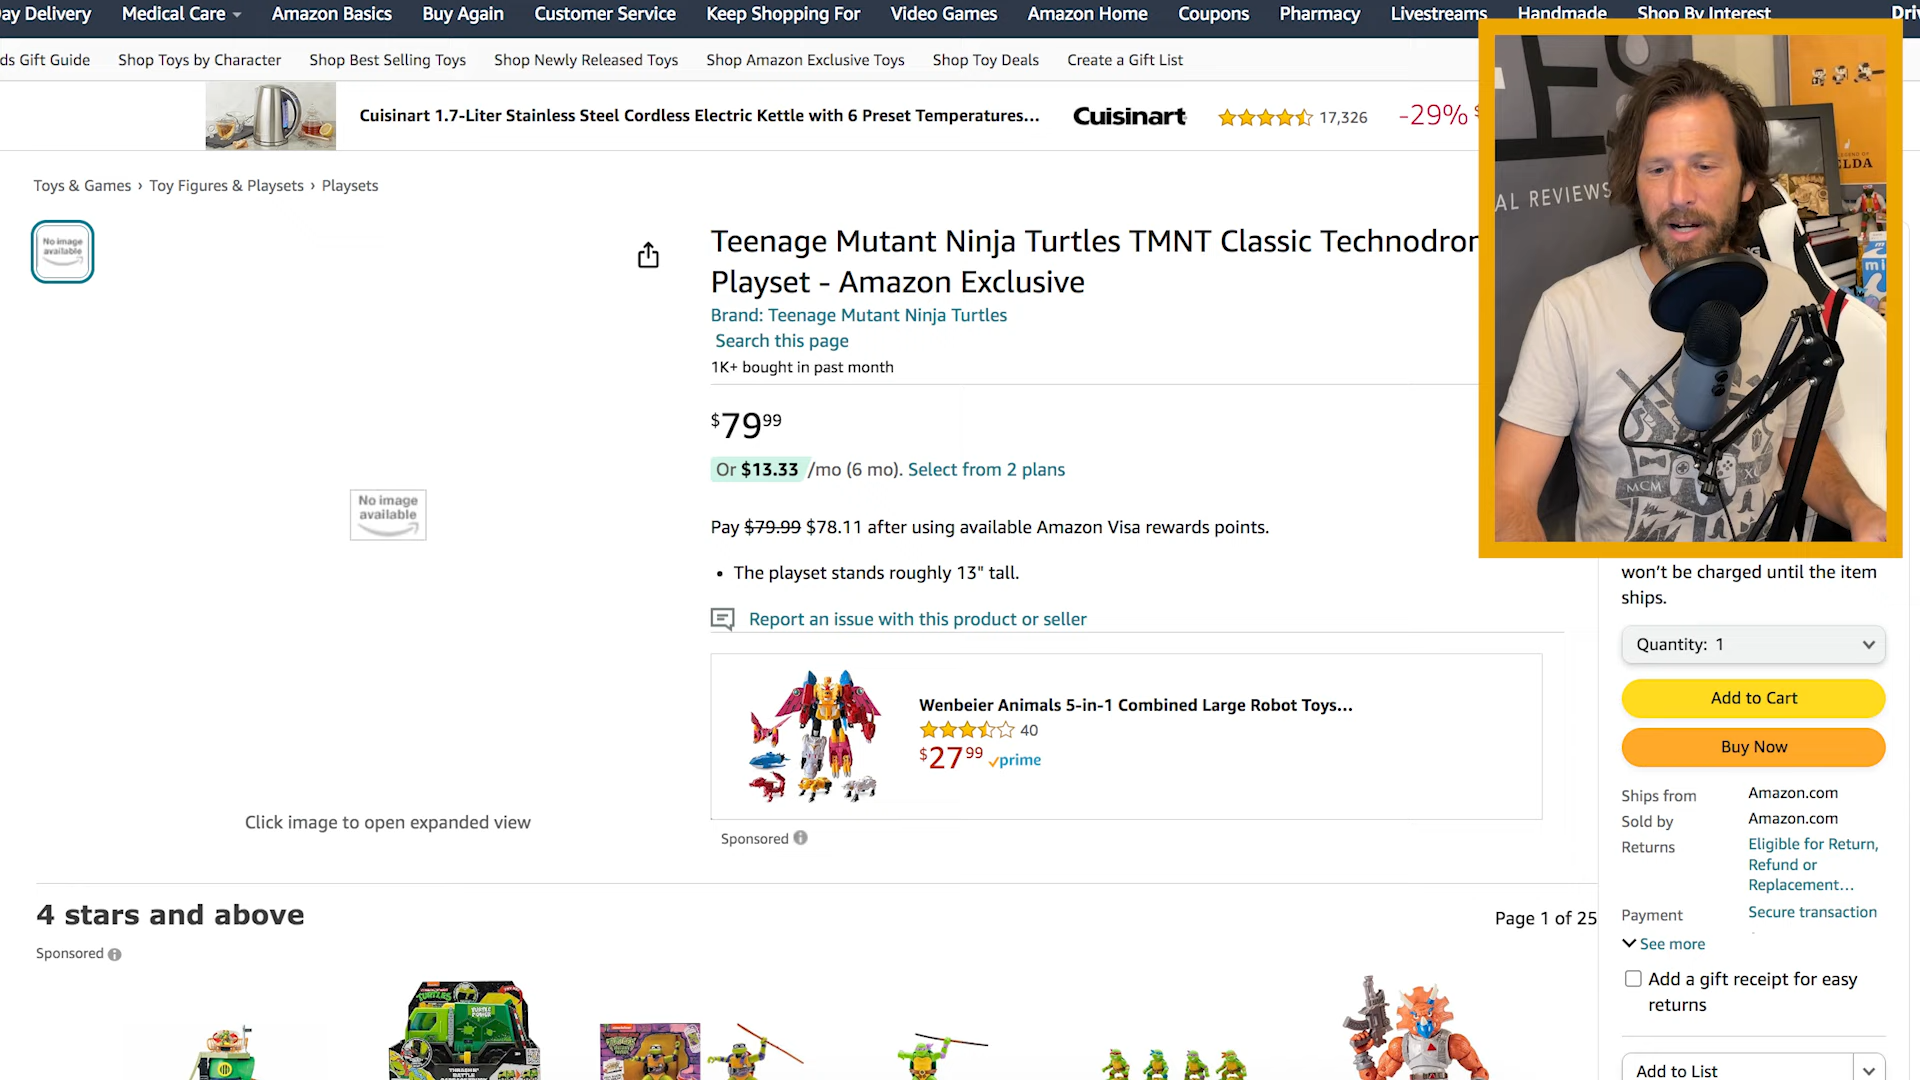 ay Delivery
Medical Care
Amazon Basics
Buy Again
Customer Service
Keep Shopping For
Video Games
Amazon Home
Coupons
Pharmacy
Livestreams
Handmade
Shop By Interest
ds Gift Guide
Shop Toys by Character
Shop Best Selling Toys
Shop Newly Released Toys
Shop Amazon Exclusive Toys
Shop Toy Deals
Create a Gift List
Cuisinart 1.7-Liter Stainless Steel Cordless Electric Kettle with 6 Preset Temperatures...
Cuisinart
17,326
-29%
Toys & Games › Toy Figures & Playsets › Playsets
No image
available
Teenage Mutant Ninja Turtles TMNT Classic Technodrom
Playset - Amazon Exclusive
Brand: Teenage Mutant Ninja Turtles
Search this page
1K+ bought in past month
$79.99
Or $13.33 /mo (6 mo). Select from 2 plans
Pay $79.99 $78.11 after using available Amazon Visa rewards points.
• The playset stands roughly 13" tall.
Report an issue with this product or seller
No image
available
Click image to open expanded view
Wenbeier Animals 5-in-1 Combined Large Robot Toys...
40
$27.99 prime
Sponsored
AL REVIEWS
ELDA
MCM
won't be charged until the item
ships.
Quantity: 1
Add to Cart
Buy Now
Ships from Amazon.com
Sold by Amazon.com
Returns Eligible for Return,
Refund or
Replacement...
Payment Secure transaction
See more
Add a gift receipt for easy
returns
Add to List
4 stars and above
Page 1 of 25
Sponsored